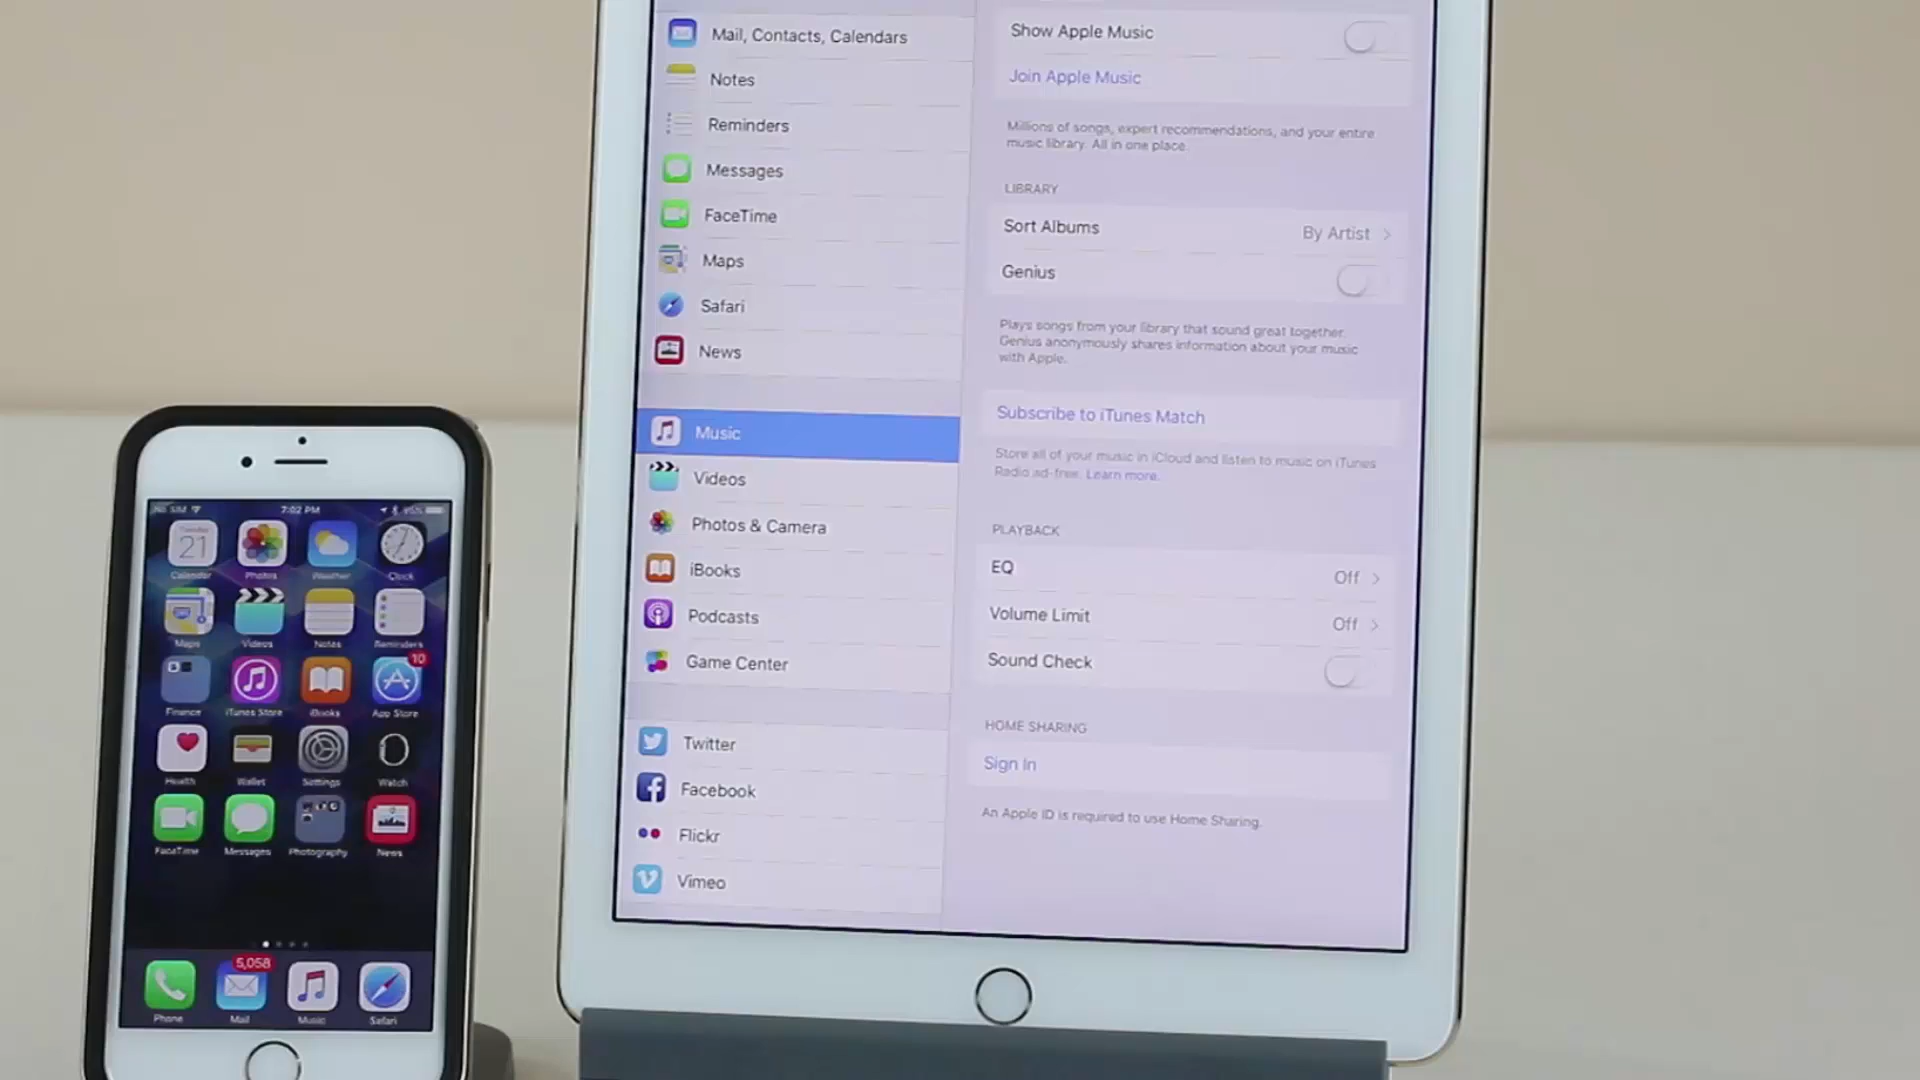 Mail, Contacts, Calendars
Notes
Reminders
Messages
FaceTime
Maps
Safari
News
Music
Videos
Photos & Camera
iBooks
Podcasts
Game Center
Twitter
Facebook
Flickr
Vimeo
Show Apple Music
Join Apple Music
Millions of songs, expert recommendations, and your entire
music library. All in one place.
LIBRARY
Sort Albums By Artist >
Genius
Plays songs from your library that sound great together.
Genius anonymously shares information about your music
with Apple.
Subscribe to iTunes Match
Store all of your music in iCloud and listen to music on iTunes
Radio ad-free. Learn more.
PLAYBACK
EQ Off >
Volume Limit Off >
Sound Check
HOME SHARING
Sign In
An Apple ID is required to use Home Sharing.
No SIM 7:02 PM 95%
Tuesday
21
Calendar Photos Weather Clock
Maps Videos Notes Reminders
10
Finance iTunes Store iBooks App Store
Health Wallet Settings Watch
FaceTime Messages Photography News
5,058
Phone Mail Music Safari